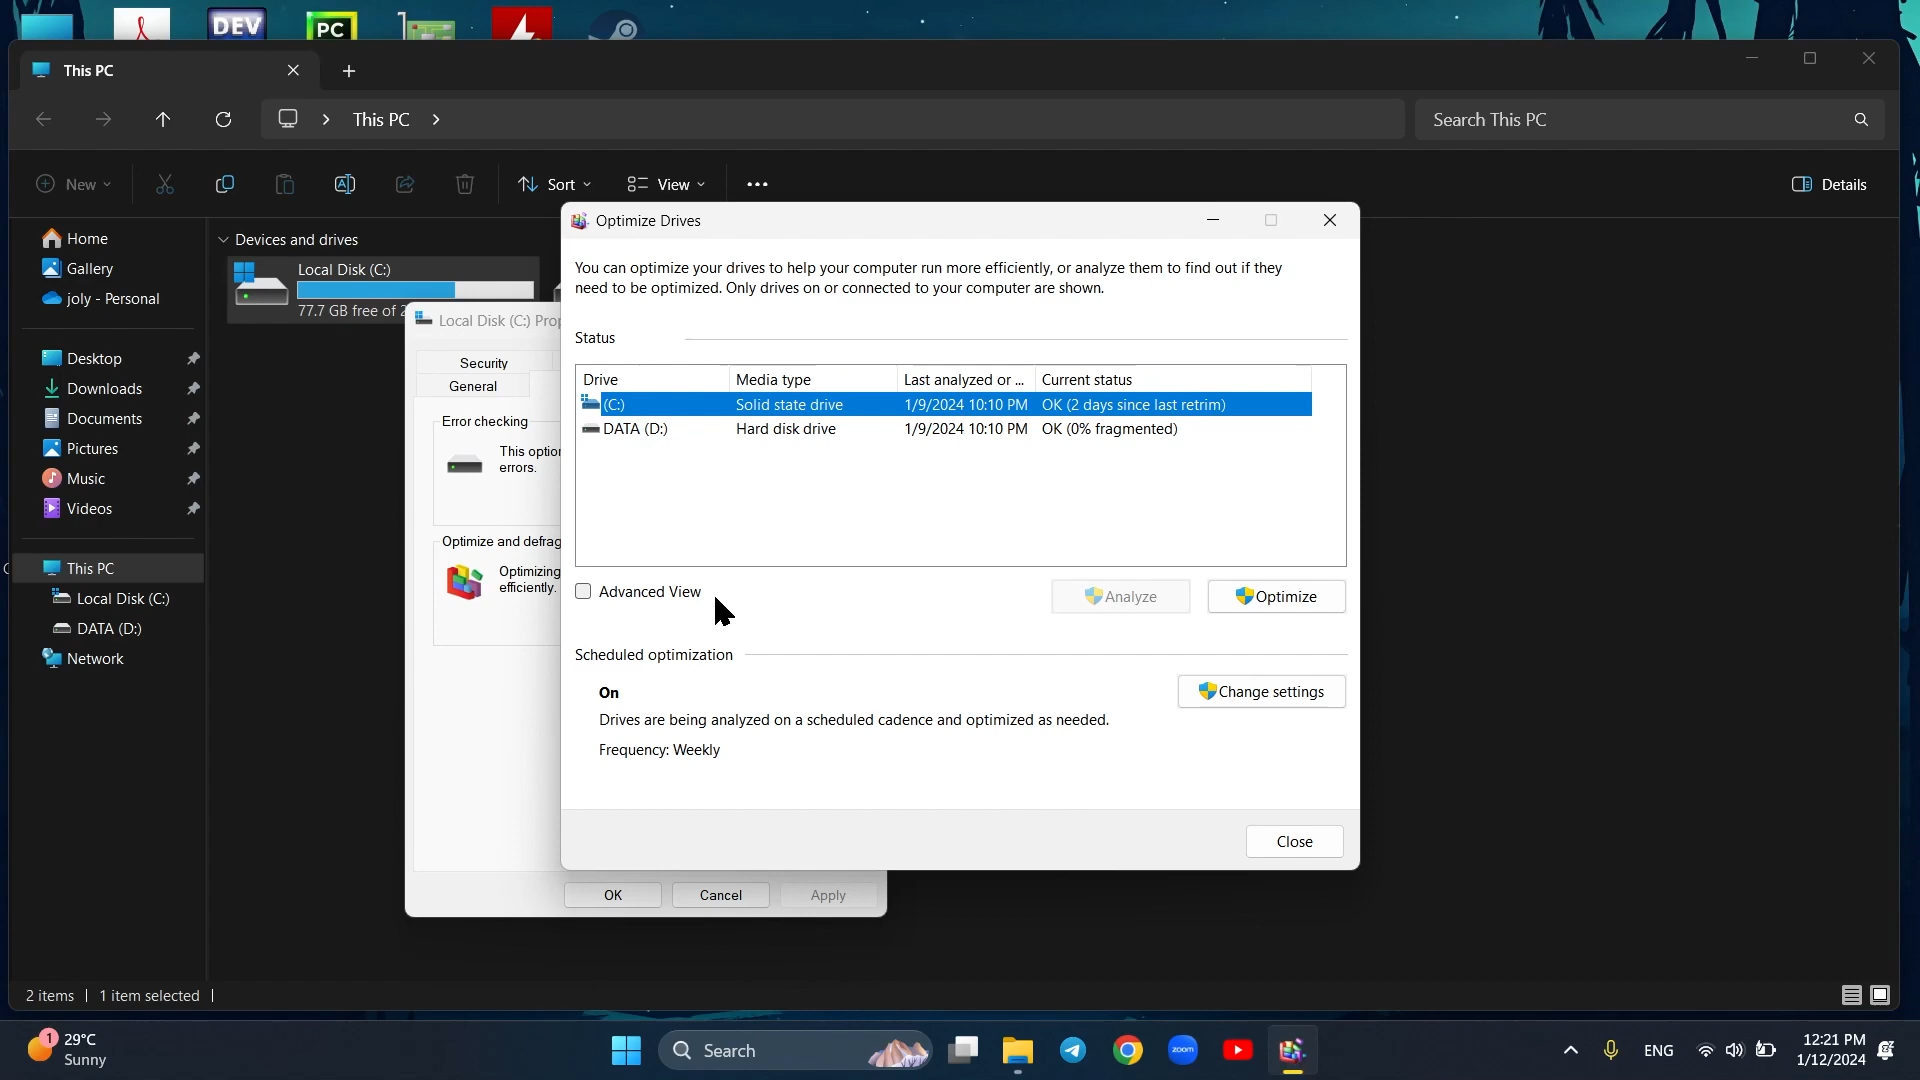 DEV
PC
This PC
This PC
Search This PC
New
Sort
View
Details
Home
Gallery
joly - Personal
Desktop
Downloads
Documents
Pictures
Music
Videos
This PC
Local Disk (C:)
DATA (D:)
Network
Devices and drives
Local Disk (C:)
77.7 GB free of
Local Disk (C:)
Security
General
Error checking
This
errors.
Optimize and
Optimizing
efficiently.
OK
Cancel
Apply
Optimize Drives
You can optimize your drives to help your computer run more efficiently, or analyze them to find out if they
need to be optimized. Only drives on or connected to your computer are shown.
Status
Drive Media type Last analyzed or ... Current status
(C:) Solid state drive 1/9/2024 10:10 PM OK (2 days since last retrim)
DATA (D:) Hard disk drive 1/9/2024 10:10 PM OK (0% fragmented)
Advanced View
Analyze
Optimize
Scheduled optimization
On
Change settings
Drives are being analyzed on a scheduled cadence and optimized as needed.
Frequency: Weekly
Close
2 items
1 item selected
1
29°C
Sunny
Search
zoom
ENG
12:21 PM
1/12/2024